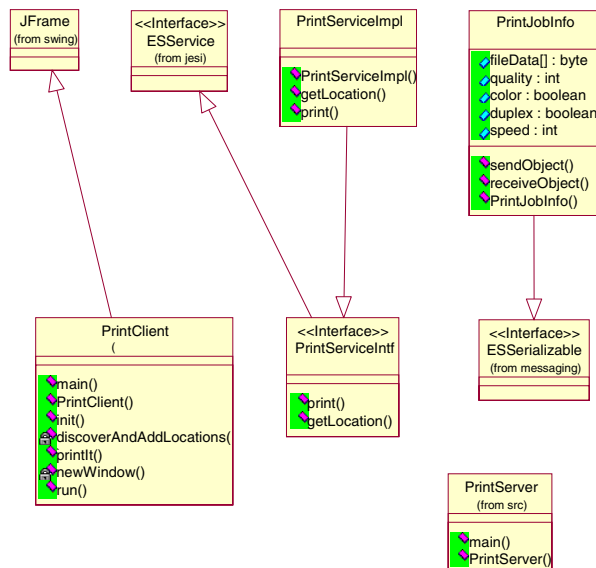 JFrame
(from swing)
<<Interface>>
ESService
(from jesi)
PrintServiceImpl
PrintServiceImpl()
getLocation()
print()
PrintJobInfo
fileData[] : byte
quality : int
color : boolean
duplex : boolean
speed : int
sendObject()
receiveObject()
PrintJobInfo()
PrintClient
(
main()
PrintClient()
init()
discoverAndAddLocations(
printIt()
newWindow()
run()
<<Interface>>
PrintServiceIntf
print()
getLocation()
<<Interface>>
ESSerializable
(from messaging)
PrintServer
(from src)
main()
PrintServer()